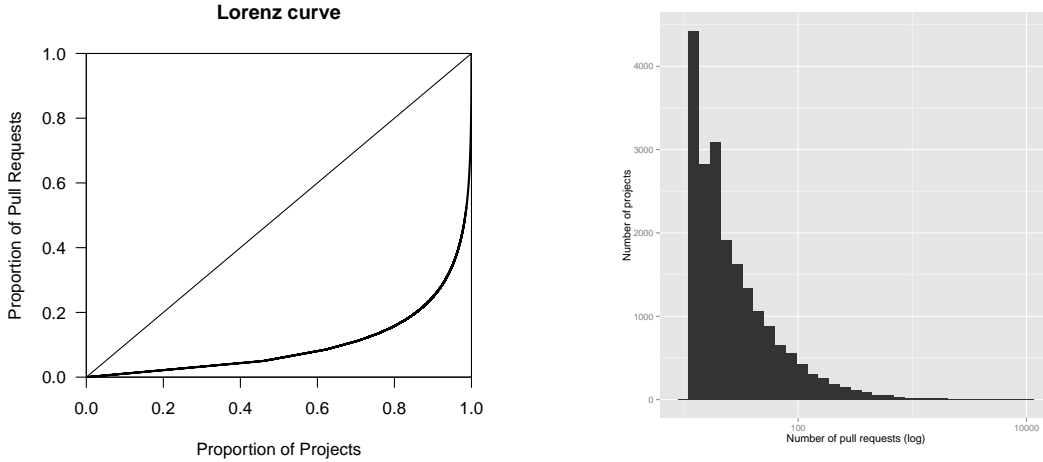 Lorenz curve
Proportion of Pull Requests
1.0
0.8
0.6
0.4
0.2
0.0
0.0 0.2 0.4 0.6 0.8 1.0
Proportion of Projects
Number of projects
4000
3000
2000
1000
0
100 10000
Number of pull requests (log)